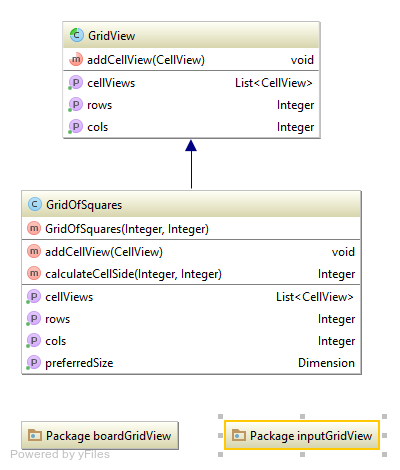 GridView
addCellView(CellView) void
cellViews List<CellView>
rows Integer
cols Integer
GridOfSquares
GridOfSquares(Integer, Integer)
addCellView(CellView) void
calculateCellSide(Integer, Integer) Integer
cellViews List<CellView>
rows Integer
cols Integer
preferredSize Dimension
Package boardGridView
Package inputGridView
Powered by yFiles